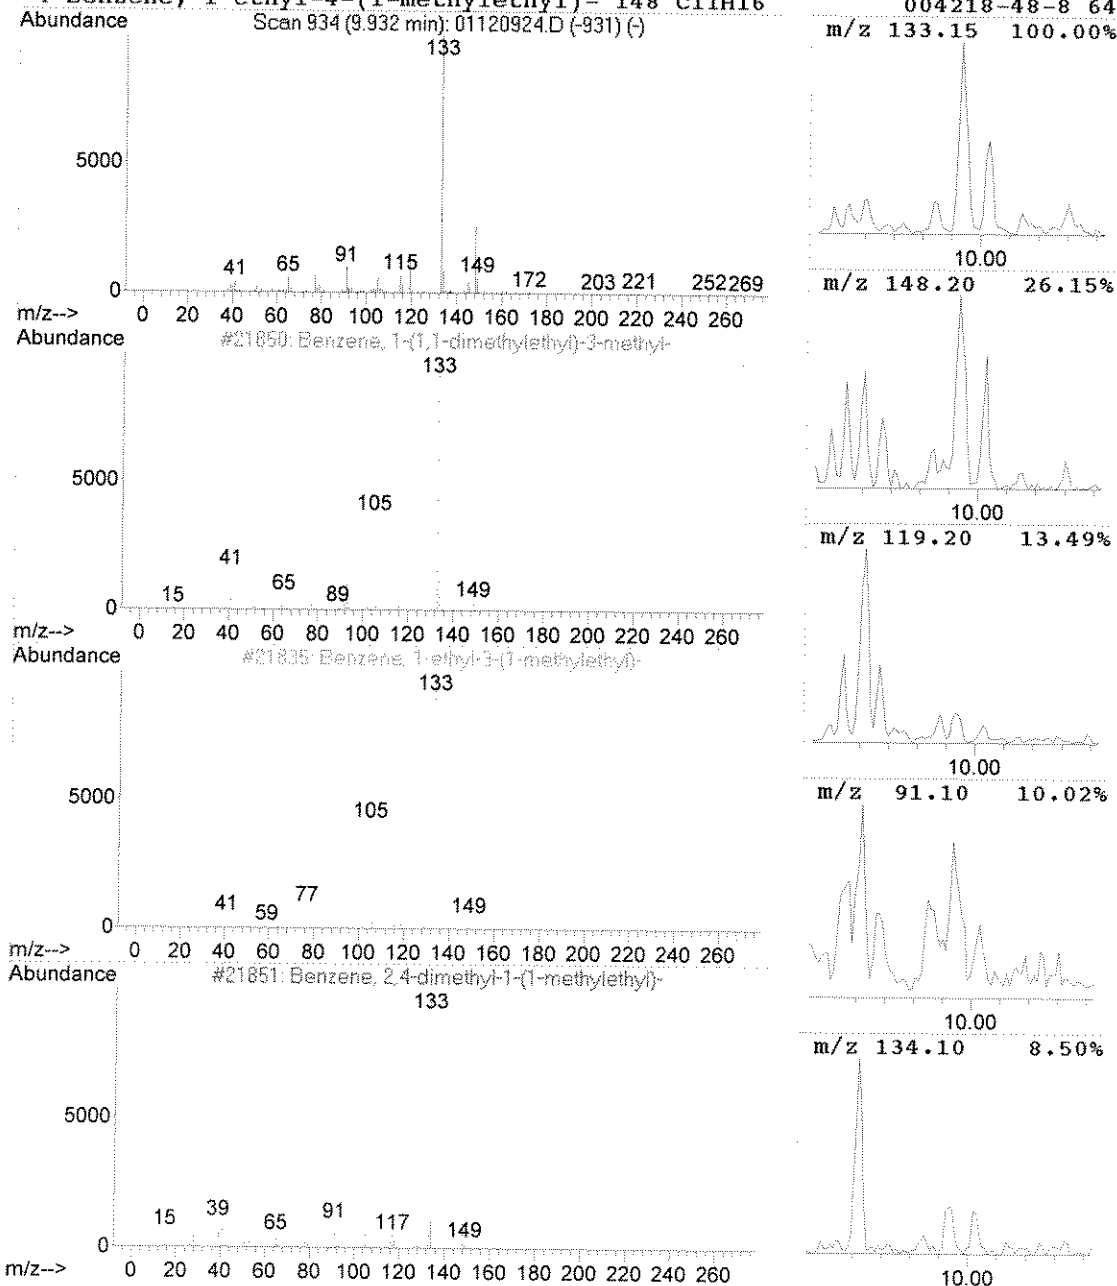 4 Benzene, 1-ethyl-4-(1-methylethyl)- 148 C11H16 004218-48-8 64
Abundance
Scan 934 (9.932 min): 01120924.D (-931) (-)
133
5000
41 65 91 115 149 172 203 221 252 269
0
m/z--> 0 20 40 60 80 100 120 140 160 180 200 220 240 260
Abundance
#21850: Benzene, 1-(1,1-dimethylethyl)-3-methyl-
133
5000
105
41
15 65 89 149
0
m/z--> 0 20 40 60 80 100 120 140 160 180 200 220 240 260
Abundance
#21835: Benzene, 1-ethyl-3-(1-methylethyl)-
133
5000
105
41 59 77 149
0
m/z--> 0 20 40 60 80 100 120 140 160 180 200 220 240 260
Abundance
#21851: Benzene, 2,4-dimethyl-1-(1-methylethyl)-
133
5000
15 39 65 91 117 149
0
m/z--> 0 20 40 60 80 100 120 140 160 180 200 220 240 260
m/z 133.15 100.00%
10.00
m/z 148.20 26.15%
10.00
m/z 119.20 13.49%
10.00
m/z 91.10 10.02%
10.00
m/z 134.10 8.50%
10.00